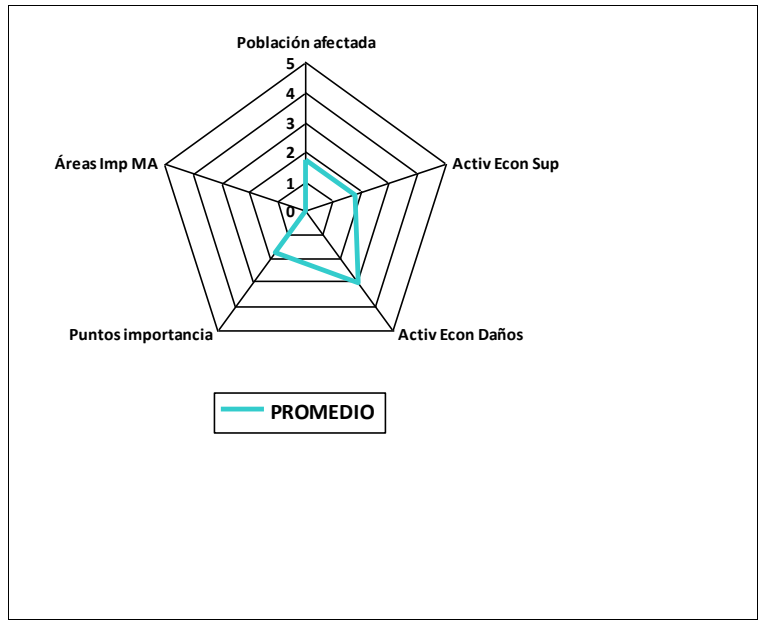 Población afectada
5
4
3
2
1
0
Áreas Imp MA
Activ Econ Sup
Puntos importancia
Activ Econ Daños
PROMEDIO